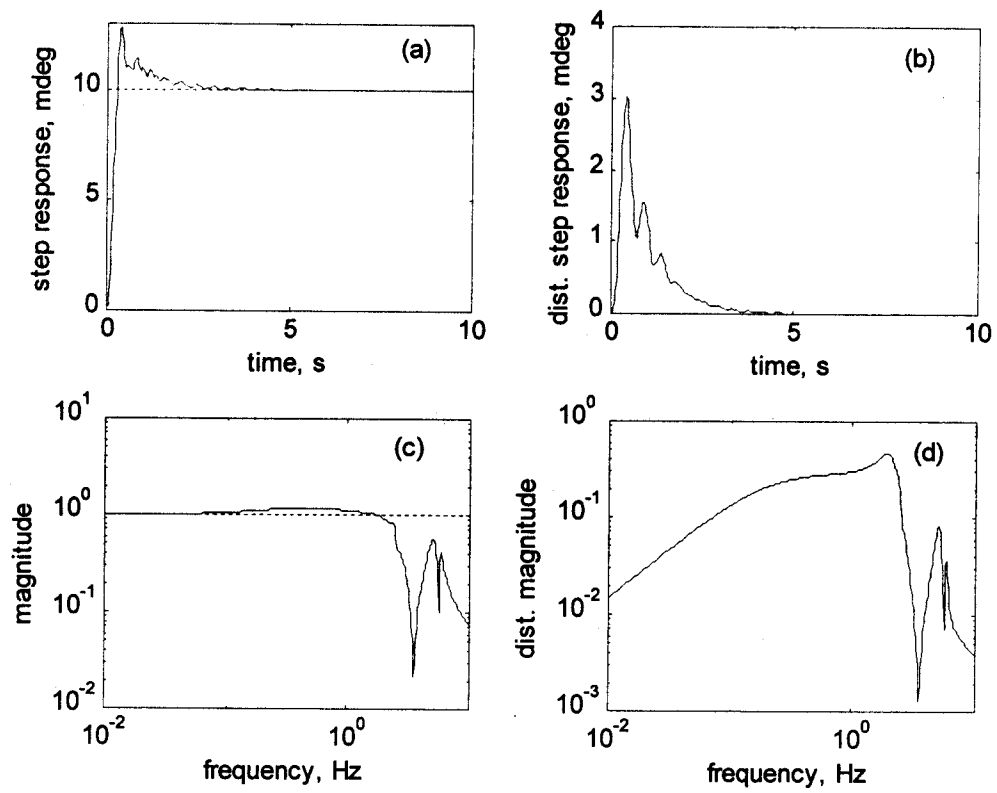 (a)
step response, mdeg
10
5
0
0
5
10
time, s
(b)
dist. step response, mdeg
4
3
2
1
0
0
5
10
time, s
(c)
magnitude
10^1
10^0
10^-1
10^-2
10^-2
10^0
frequency, Hz
(d)
dist. magnitude
10^0
10^-1
10^-2
10^-3
10^-2
10^0
frequency, Hz